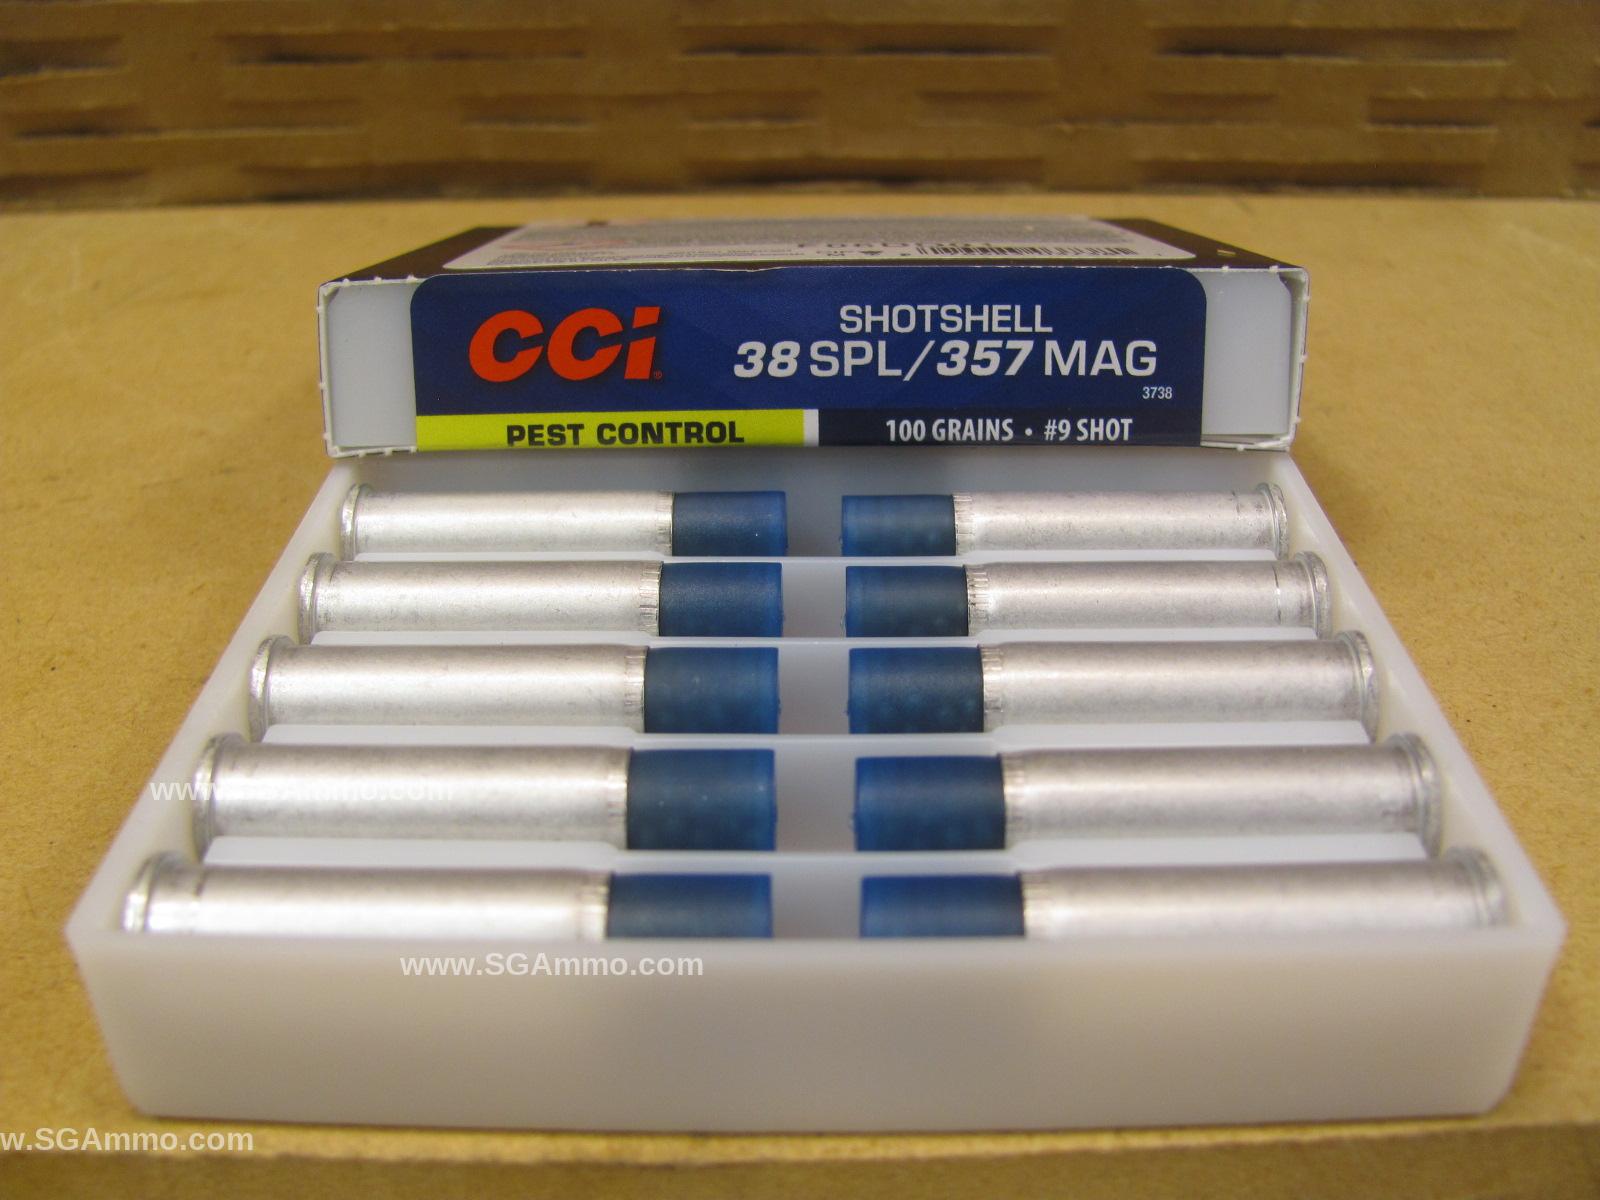 CCi
SHOTSHELL
38 SPL/357 MAG
3738
PEST CONTROL
100 GRAINS • #9 SHOT
www.SGAmmo.com
www.SGAmmo.com
w.SGAmmo.com